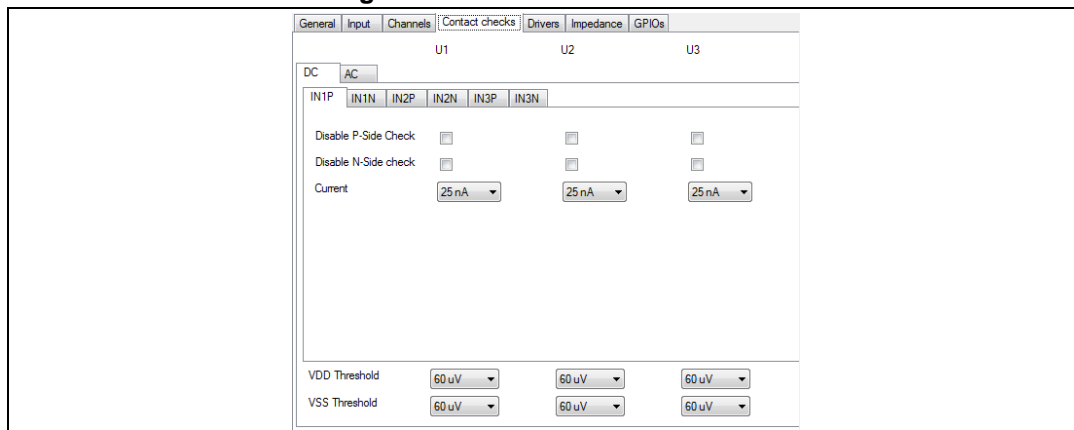 General Input Channels Contact checks Drivers Impedance GPIOs
U1 U2 U3
DC AC
IN1P IN1N IN2P IN2N IN3P IN3N
Disable P-Side Check
Disable N-Side check
Current 25 nA 25 nA 25 nA
VDD Threshold 60 uV 60 uV 60 uV
VSS Threshold 60 uV 60 uV 60 uV